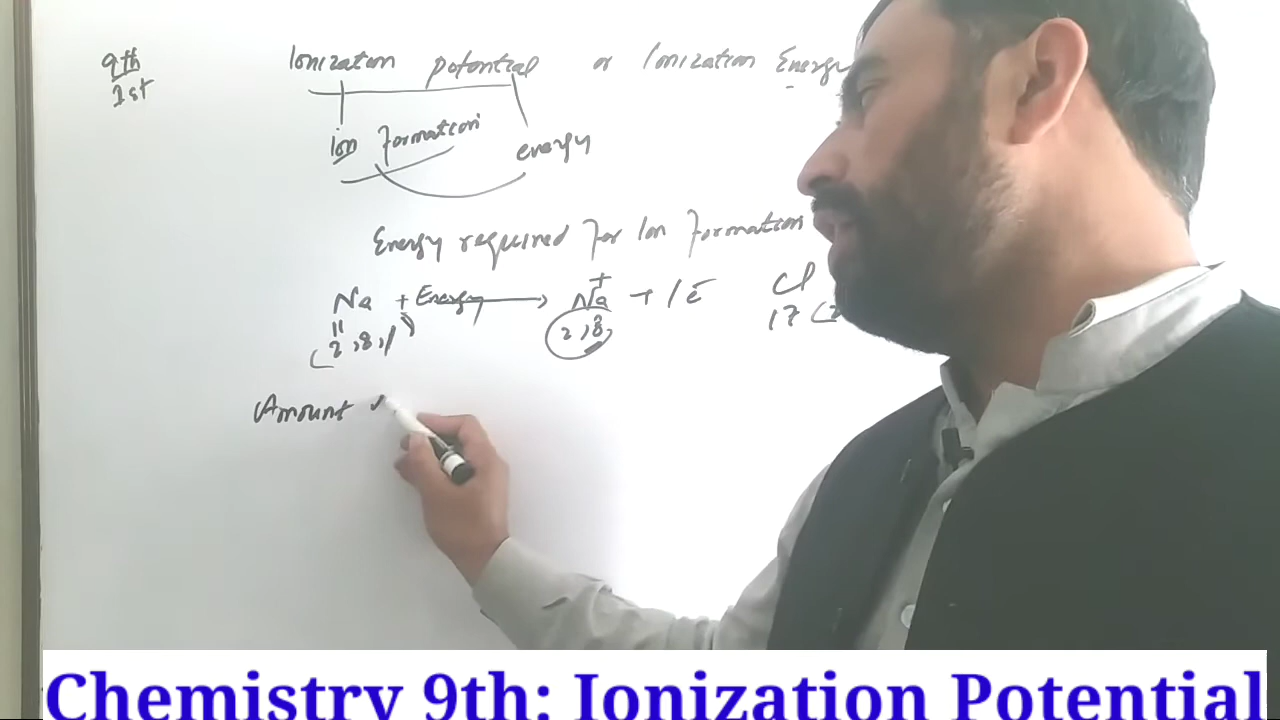 9th
1st
Ionization potential or Ionization Energy
Ion Formation energy
Energy required For Ion Formation
Na + Energy → Na+ + 1e- Cl
11 2,8 17 (2
(2,8,1)
Amount
Chemistry 9th: Ionization Potential